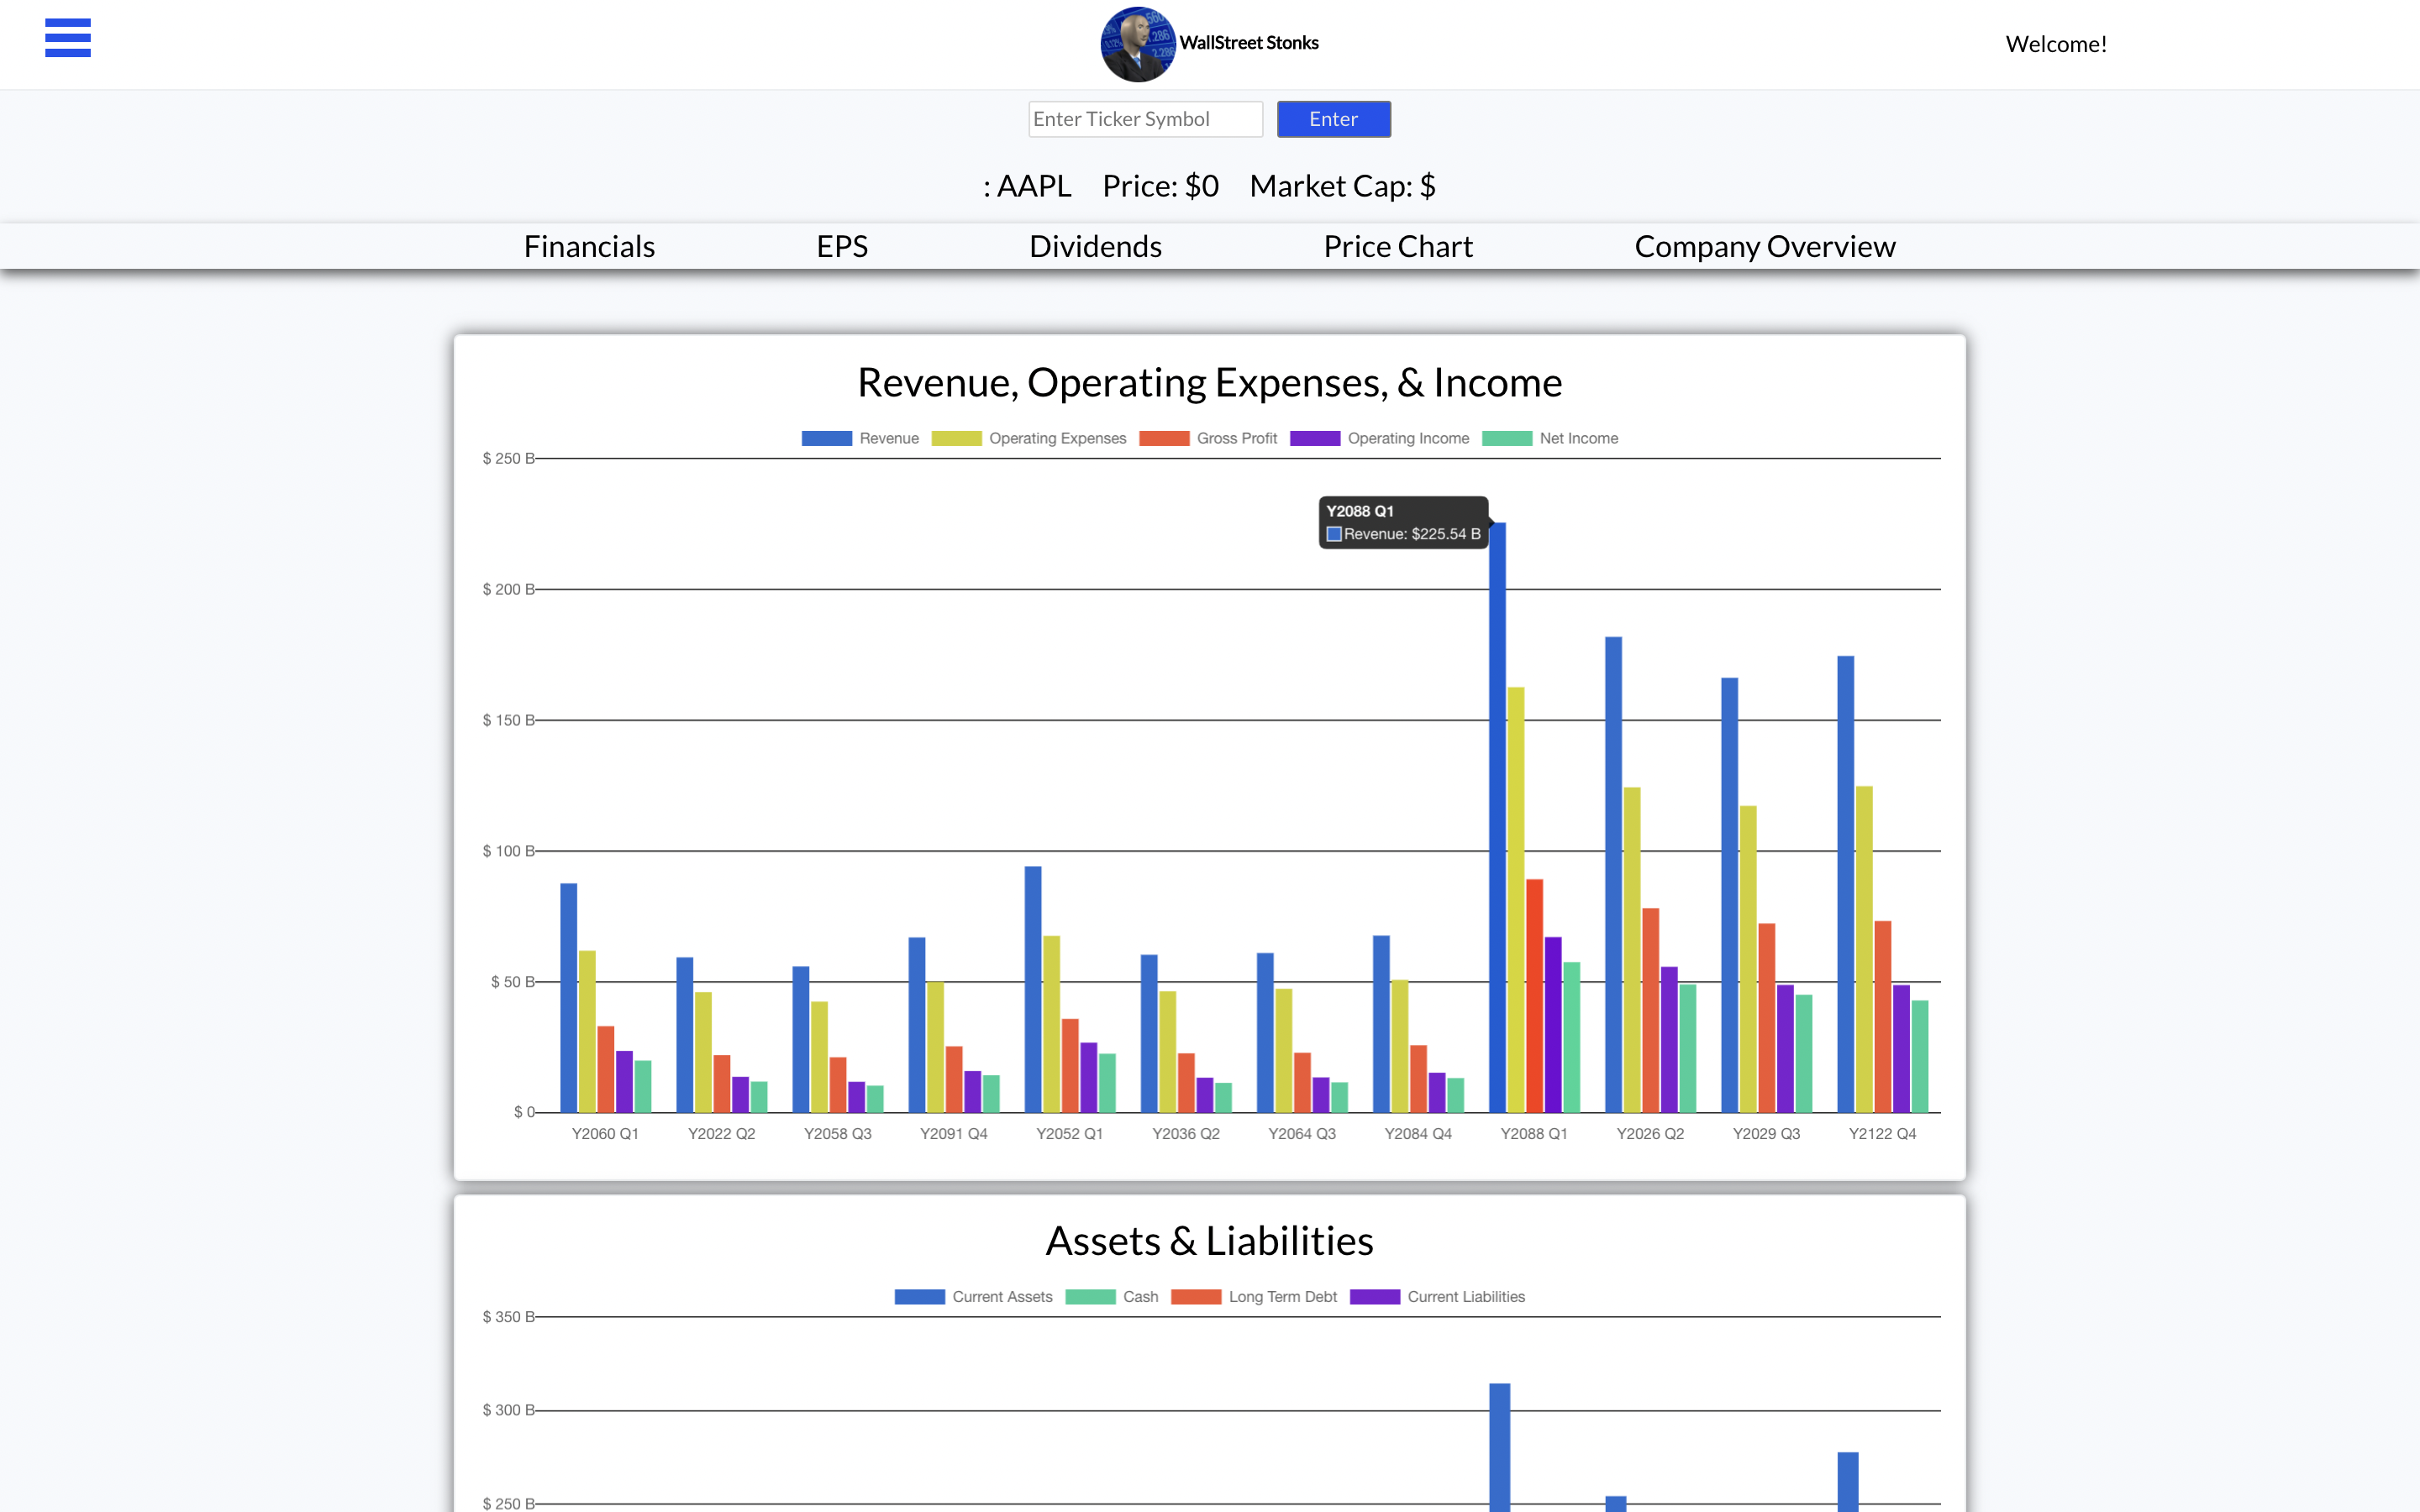 WallStreet Stonks
Welcome!
Enter Ticker Symbol
Enter
: AAPL Price: $0 Market Cap: $
Financials EPS Dividends Price Chart Company Overview
Revenue, Operating Expenses, & Income
Revenue Operating Expenses Gross Profit Operating Income Net Income
$ 250 B
Y2088 Q1
Revenue: $225.54 B
$ 200 B
$ 150 B
$ 100 B
$ 50 B
$ 0
Y2060 Q1 Y2022 Q2 Y2058 Q3 Y2091 Q4 Y2052 Q1 Y2036 Q2 Y2064 Q3 Y2084 Q4 Y2088 Q1 Y2026 Q2 Y2029 Q3 Y2122 Q4
Assets & Liabilities
Current Assets Cash Long Term Debt Current Liabilities
$ 350 B
$ 300 B
$ 250 B